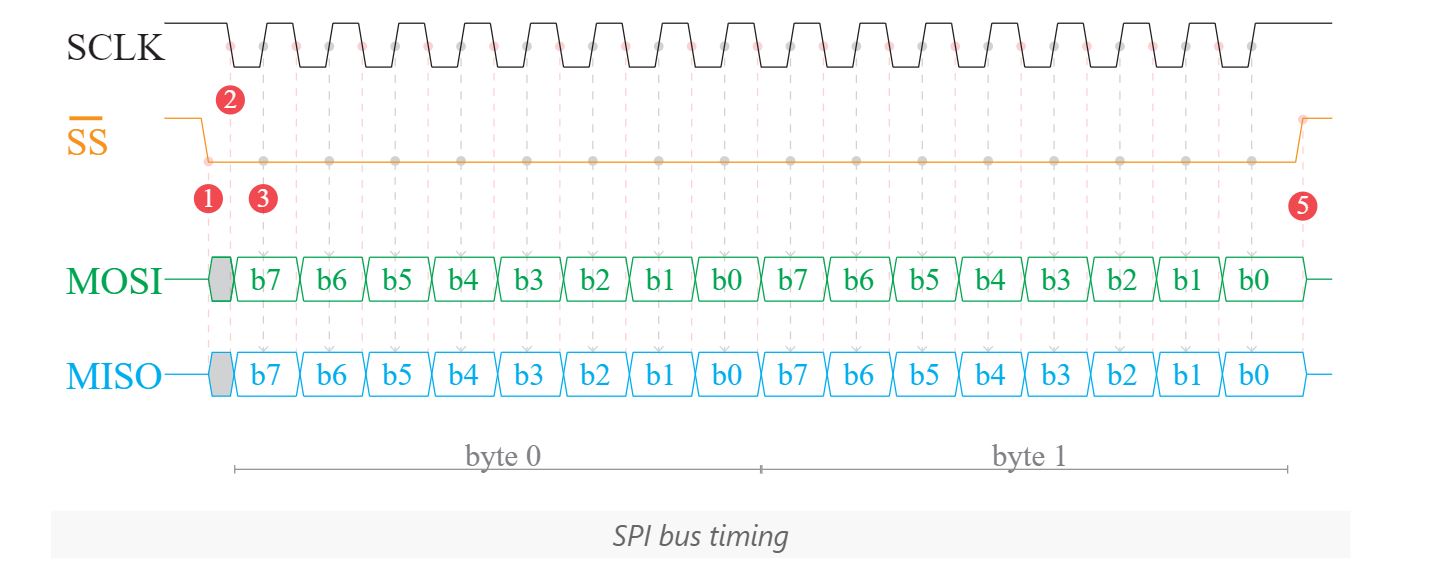 SCLK
2
SS
1 3 5
MOSI b7 b6 b5 b4 b3 b2 b1 b0 b7 b6 b5 b4 b3 b2 b1 b0
MISO b7 b6 b5 b4 b3 b2 b1 b0 b7 b6 b5 b4 b3 b2 b1 b0
byte 0 byte 1
SPI bus timing